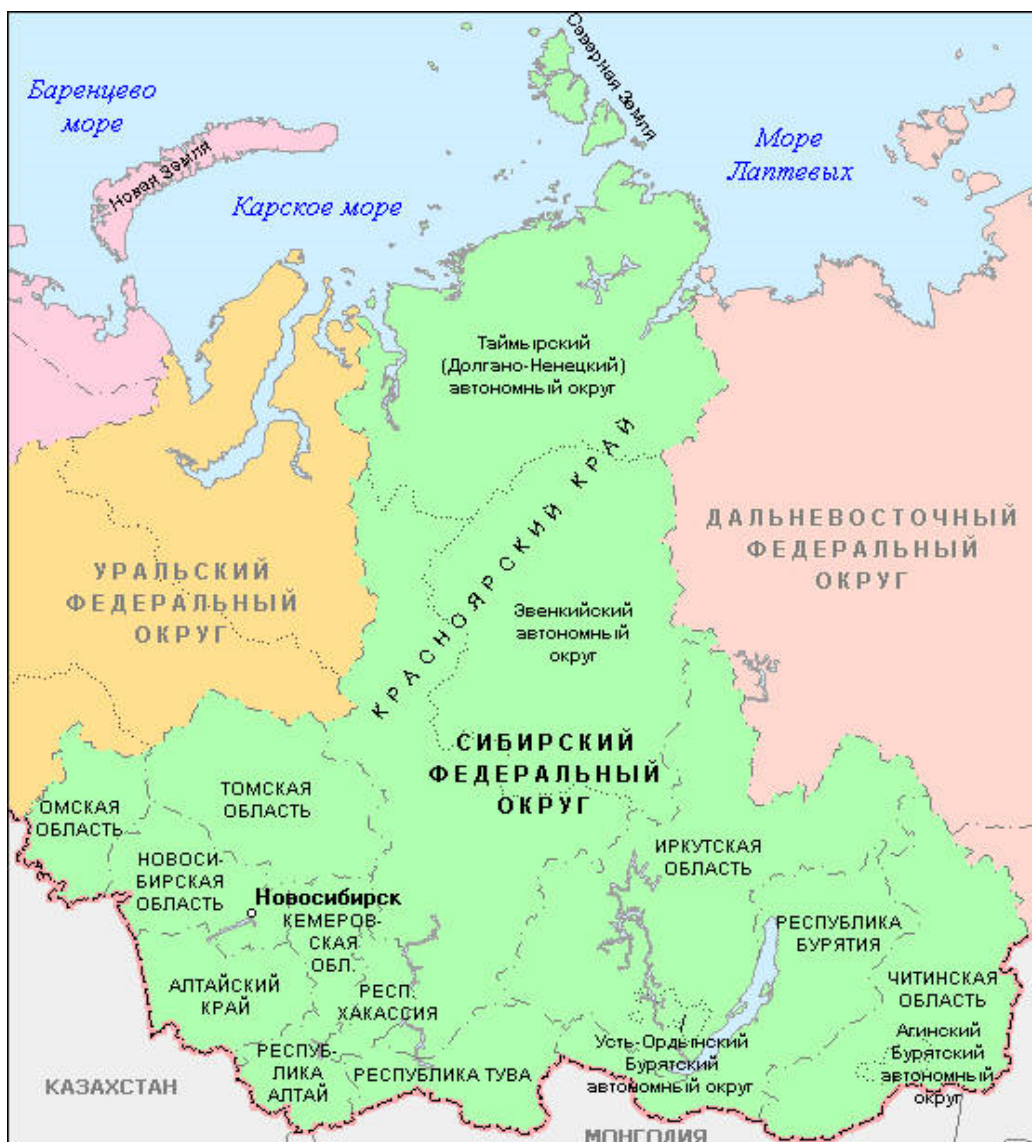 Северная Земля
Баренцево
море
Новая Земля
Море
Лаптевых
Карское море
Таймырский
(Долгано-Ненецкий)
автономный округ
КРАСНОЯРСКИЙ КРАЙ
ДАЛЬНЕВОСТОЧНЫЙ
ФЕДЕРАЛЬНЫЙ
ОКРУГ
УРАЛЬСКИЙ
ФЕДЕРАЛЬНЫЙ
ОКРУГ
Эвенкийский
автономный
округ
СИБИРСКИЙ
ФЕДЕРАЛЬНЫЙ
ОКРУГ
ТОМСКАЯ
ОБЛАСТЬ
ОМСКАЯ
ОБЛАСТЬ
ИРКУТСКАЯ
ОБЛАСТЬ
НОВОСИ-
БИРСКАЯ
ОБЛАСТЬ
Новосибирск
КЕМЕРОВ-
СКАЯ
ОБЛ.
РЕСПУБЛИКА
БУРЯТИЯ
ЧИТИНСКАЯ
ОБЛАСТЬ
АЛТАЙСКИЙ
КРАЙ
РЕСП.
ХАКАССИЯ
Усть-Ордынский
Бурятский
автономный округ
Агинский
Бурятский
автономный
округ
РЕСПУБ-
ЛИКА
АЛТАЙ
РЕСПУБЛИКА ТУВА
КАЗАХСТАН
МОНГОЛИЯ